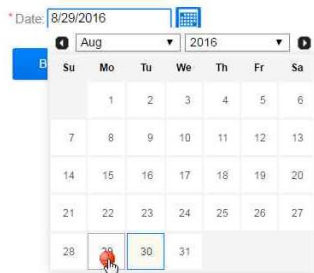 * Date: 8/29/2016
Aug 2016
B
Su Mo Tu We Th Fr Sa
1 2 3 4 5 6
7 8 9 10 11 12 13
14 15 16 17 18 19 20
21 22 23 24 25 26 27
28 29 30 31